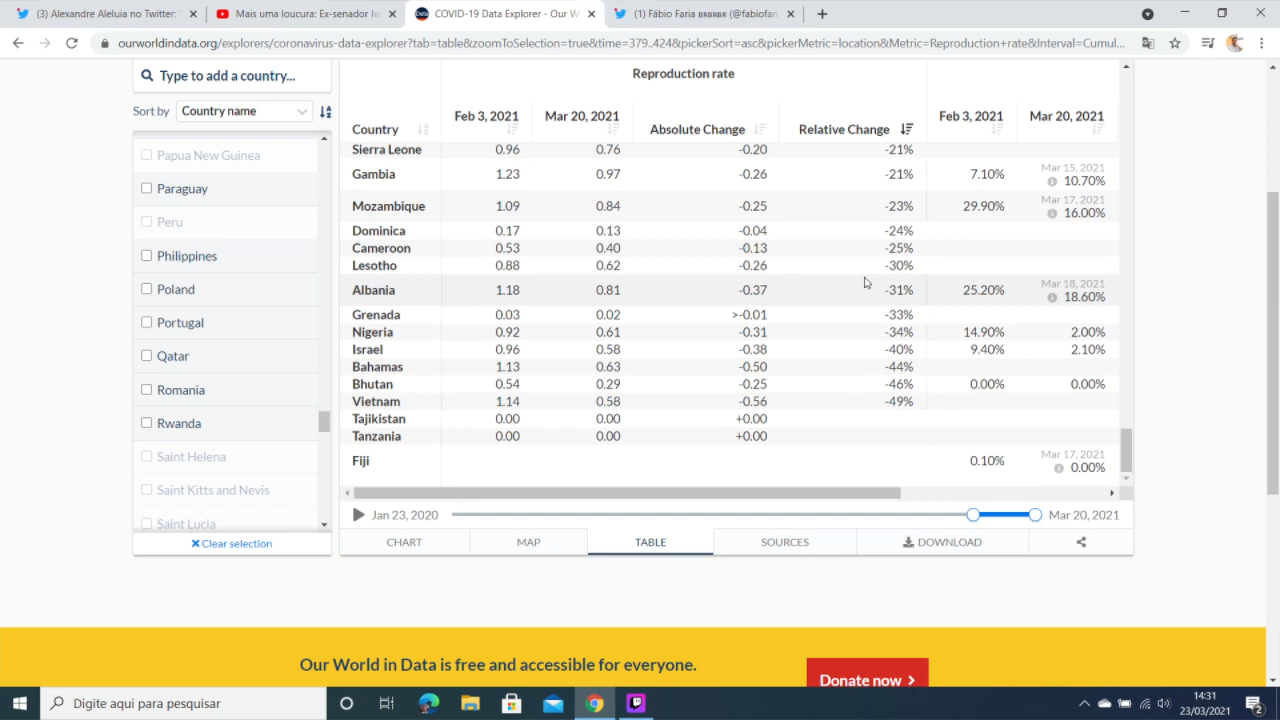 (3) Alexandre Aleluia no Twitter: "
Mais uma loucura: Ex-senador Iv
COVID-19 Data Explorer - Our W
(1) Fábio Faria ʙʀʙʀʙʀ (@fabiofari
ourworldindata.org/explorers/coronavirus-data-explorer?tab=table&zoomToSelection=true&time=379..424&pickerSort=asc&pickerMetric=location&Metric=Reproduction+rate&Interval=Cumul...
Type to add a country...
Sort by Country name
Papua New Guinea
Paraguay
Peru
Philippines
Poland
Portugal
Qatar
Romania
Rwanda
Saint Helena
Saint Kitts and Nevis
Saint Lucia
Clear selection
Reproduction rate
Country Feb 3, 2021 Mar 20, 2021 Absolute Change Relative Change Feb 3, 2021 Mar 20, 2021
Sierra Leone 0.96 0.76 -0.20 -21%
Mar 15, 2021
Gambia 1.23 0.97 -0.26 -21% 7.10% 10.70%
Mar 17, 2021
Mozambique 1.09 0.84 -0.25 -23% 29.90% 16.00%
Dominica 0.17 0.13 -0.04 -24%
Cameroon 0.53 0.40 -0.13 -25%
Lesotho 0.88 0.62 -0.26 -30%
Mar 18, 2021
Albania 1.18 0.81 -0.37 -31% 25.20% 18.60%
Grenada 0.03 0.02 >-0.01 -33%
Nigeria 0.92 0.61 -0.31 -34% 14.90% 2.00%
Israel 0.96 0.58 -0.38 -40% 9.40% 2.10%
Bahamas 1.13 0.63 -0.50 -44%
Bhutan 0.54 0.29 -0.25 -46% 0.00% 0.00%
Vietnam 1.14 0.58 -0.56 -49%
Tajikistan 0.00 0.00 +0.00
Tanzania 0.00 0.00 +0.00
Mar 17, 2021
Fiji 0.10% 0.00%
Jan 23, 2020 Mar 20, 2021
CHART MAP TABLE SOURCES DOWNLOAD
Our World in Data is free and accessible for everyone.
Donate now
Digite aqui para pesquisar
14:31
23/03/2021
2